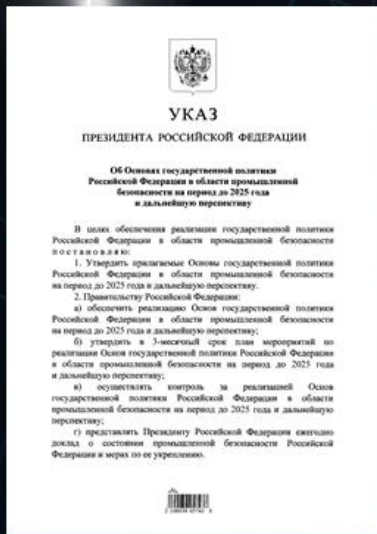 УКАЗ
ПРЕЗИДЕНТА РОССИЙСКОЙ ФЕДЕРАЦИИ
Об Основах государственной политики
Российской Федерации в области промышленной
безопасности на период до 2025 года
и дальнейшую перспективу
В целях обеспечения реализации государственной политики
Российской Федерации в области промышленной безопасности
постановляю:
1. Утвердить прилагаемые Основы государственной политики
Российской Федерации в области промышленной безопасности
на период до 2025 года и дальнейшую перспективу.
2. Правительству Российской Федерации:
а) обеспечить реализацию Основ государственной политики
Российской Федерации в области промышленной безопасности
на период до 2025 года и дальнейшую перспективу;
б) утвердить в 3-месячный срок план мероприятий по
реализации Основ государственной политики Российской Федерации
в области промышленной безопасности на период до 2025 года
и дальнейшую перспективу;
в) осуществлять контроль за реализацией Основ
государственной политики Российской Федерации в области
промышленной безопасности на период до 2025 года и дальнейшую
перспективу;
г) представлять Президенту Российской Федерации ежегодно
доклад о состоянии промышленной безопасности Российской
Федерации и мерах по ее укреплению.